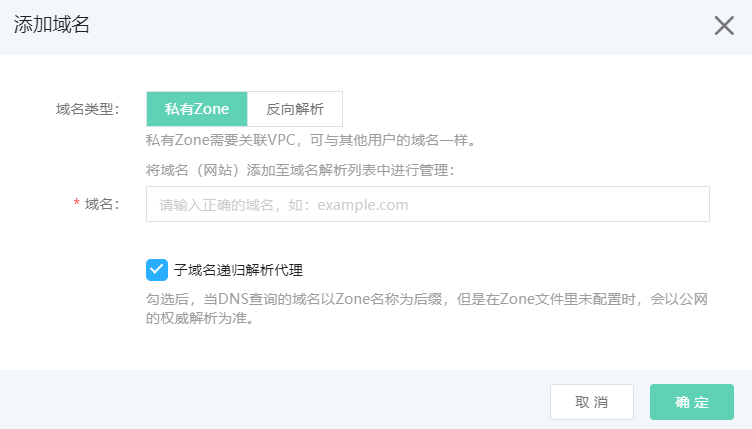 添加域名
域名类型：
私有Zone
反向解析
私有Zone需要关联VPC，可与其他用户的域名一样。
将域名（网站）添加至域名解析列表中进行管理：
* 域名：
请输入正确的域名，如：example.com
子域名递归解析代理
勾选后，当DNS查询的域名以Zone名称为后缀，但是在Zone文件里未配置时，会以公网
的权威解析为准。
取 消
确 定